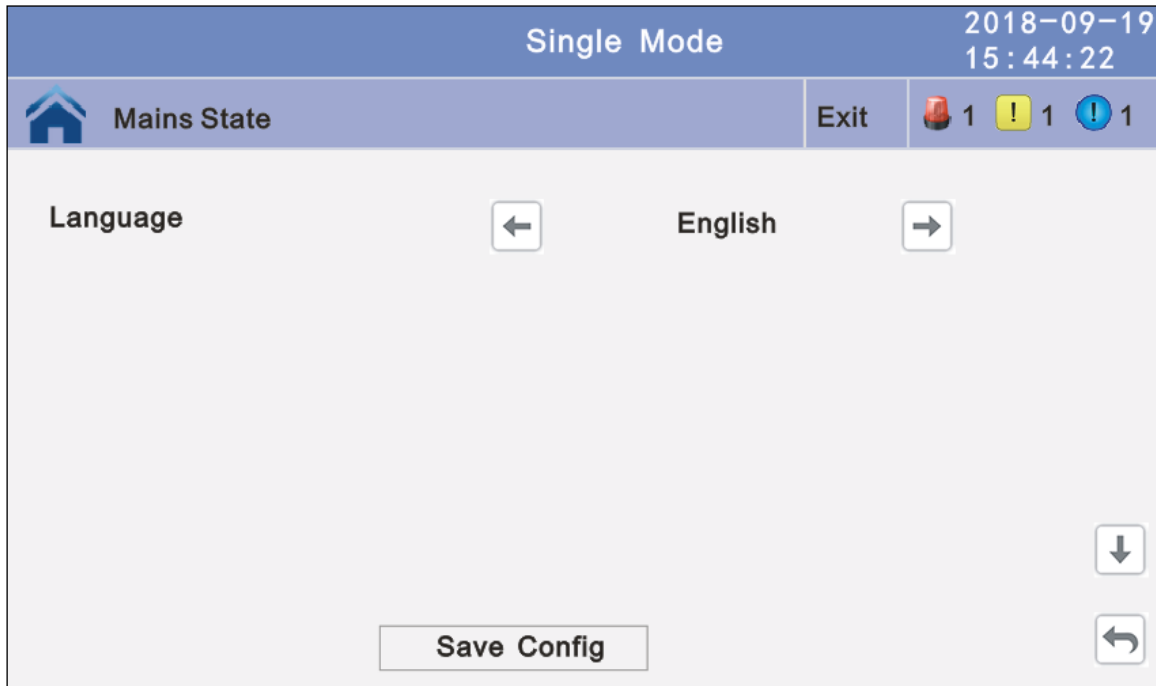 Single Mode
2018-09-19
15:44:22
Mains State
Exit
1
! 1
! 1
Language
English
Save Config